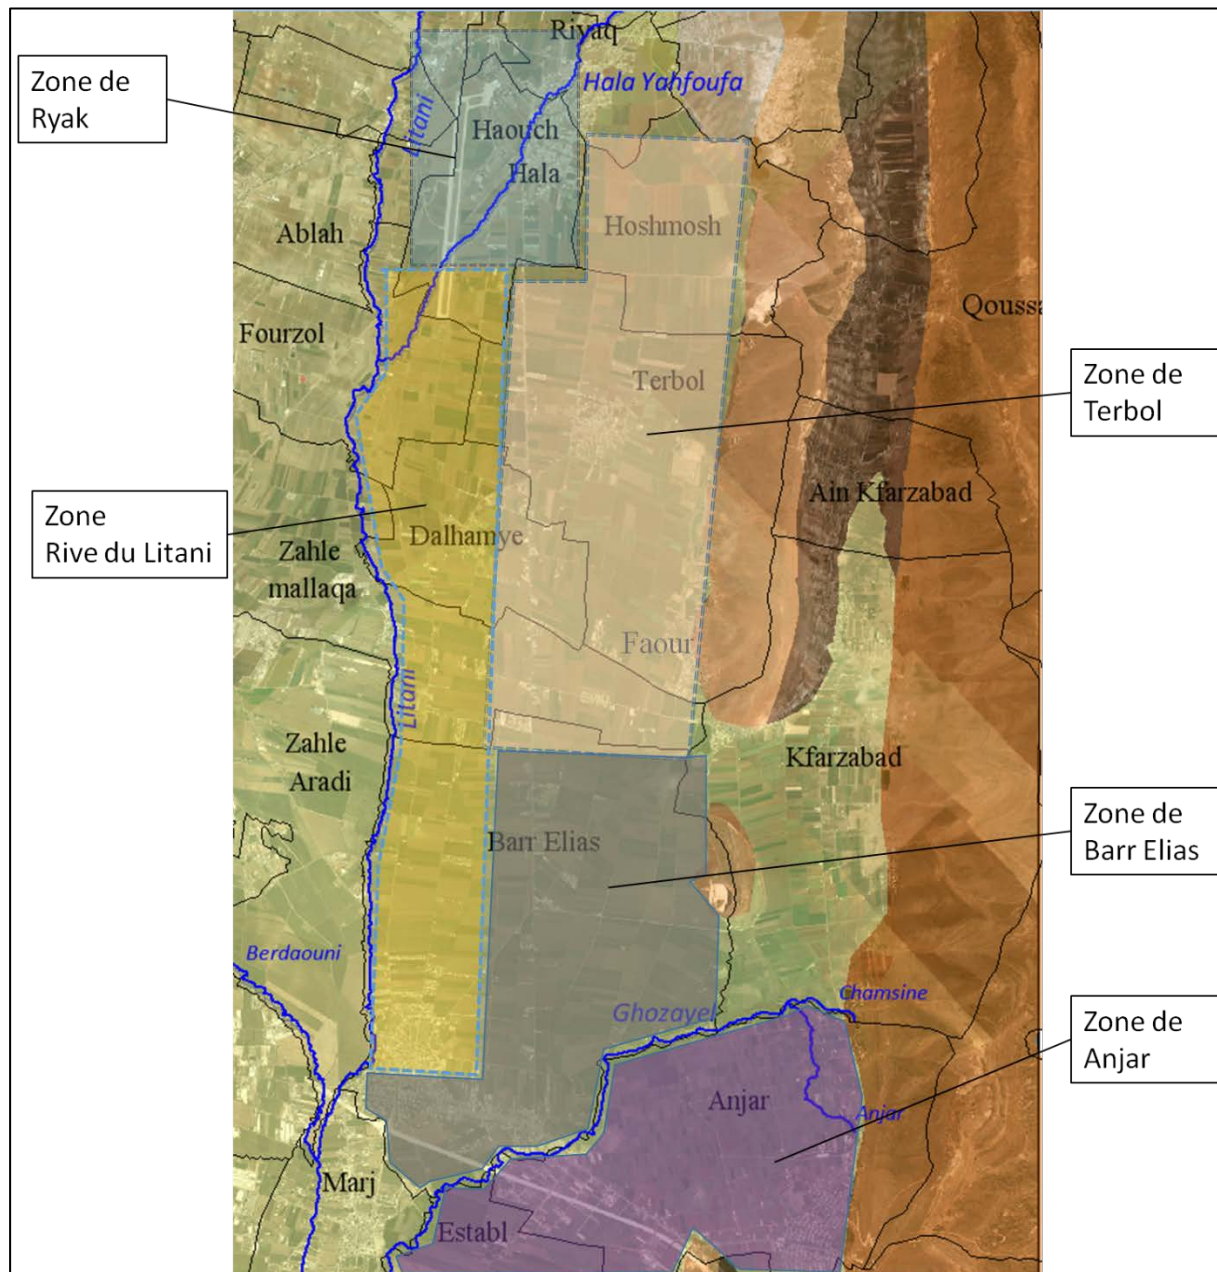 Riyaq
Zone de
Ryak
Hala Yahfoufa
Litani
Haouch
Hala
Ablah
Hoshmosh
Qoussa
Fourzol
Zone de
Terbol
Terbol
Ain Kfarzabad
Zone
Rive du Litani
Dalhamye
Zahle
mallaqa
Faour
Litani
Zahle
Aradi
Kfarzabad
Zone de
Barr Elias
Barr Elias
Berdaouni
Chamsine
Ghozayel
Zone de
Anjar
Anjar
Anjar
Marj
Establ